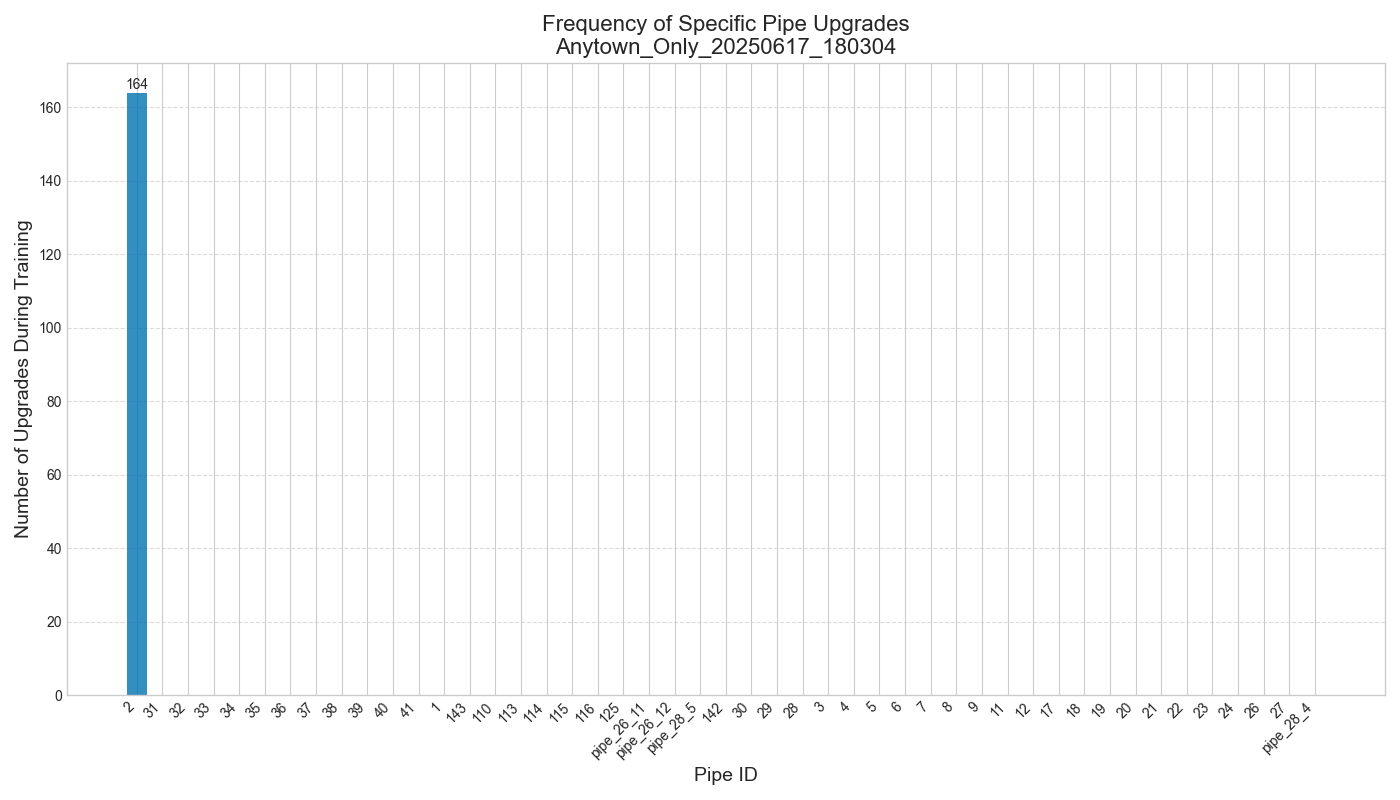 Frequency of Specific Pipe Upgrades
Anytown_Only_20250617_180304
Number of Upgrades During Training
160
140
120
100
80
60
40
20
0
164
2 31 32 33 34 35 36 37 38 39 40 41 1 143 110 113 114 115 116 125 pipe_26_11 pipe_26_12 pipe_28_5 142 30 29 28 3 4 5 6 7 8 9 11 12 17 18 19 20 21 22 23 24 26 27 pipe_28_4
Pipe ID